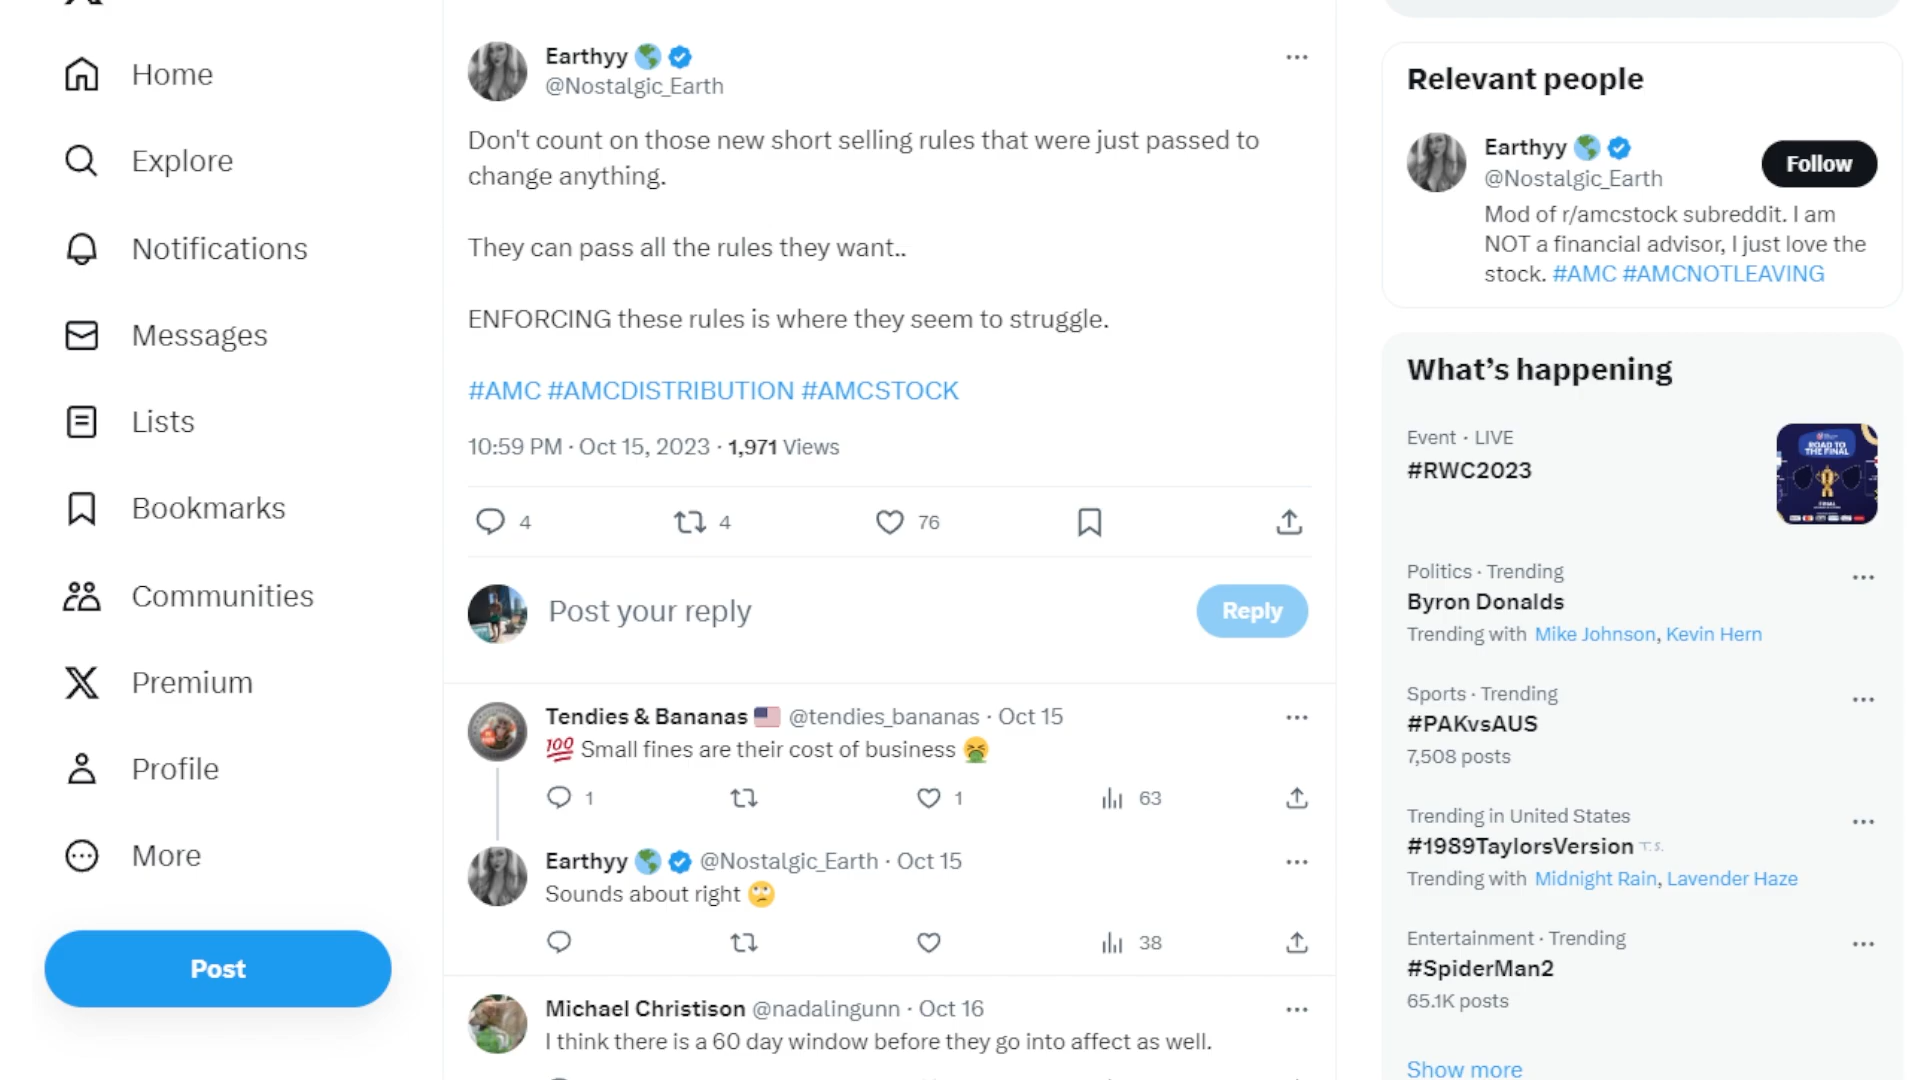 Home
Explore
Notifications
Messages
Lists
Bookmarks
Communities
Premium
Profile
More
Post
Earthyy
@Nostalgic_Earth
Don't count on those new short selling rules that were just passed to
change anything.
They can pass all the rules they want..
ENFORCING these rules is where they seem to struggle.
#AMC #AMCDISTRIBUTION #AMCSTOCK
10:59 PM · Oct 15, 2023 · 1,971 Views
4 4 76
Post your reply
Reply
Tendies & Bananas @tendies_bananas · Oct 15
💯 Small fines are their cost of business 🤮
1 1 63
Earthyy @Nostalgic_Earth · Oct 15
Sounds about right 🙄
38
Michael Christison @nadalingunn · Oct 16
I think there is a 60 day window before they go into affect as well.
Relevant people
Earthyy
@Nostalgic_Earth
Follow
Mod of r/amcstock subreddit. I am
NOT a financial advisor, I just love the
stock. #AMC #AMCNOTLEAVING
What's happening
Event · LIVE
#RWC2023
ROAD TO
THE FINAL
Politics · Trending
Byron Donalds
Trending with Mike Johnson, Kevin Hern
Sports · Trending
#PAKvsAUS
7,508 posts
Trending in United States
#1989TaylorsVersion T.S.
Trending with Midnight Rain, Lavender Haze
Entertainment · Trending
#SpiderMan2
65.1K posts
Show more